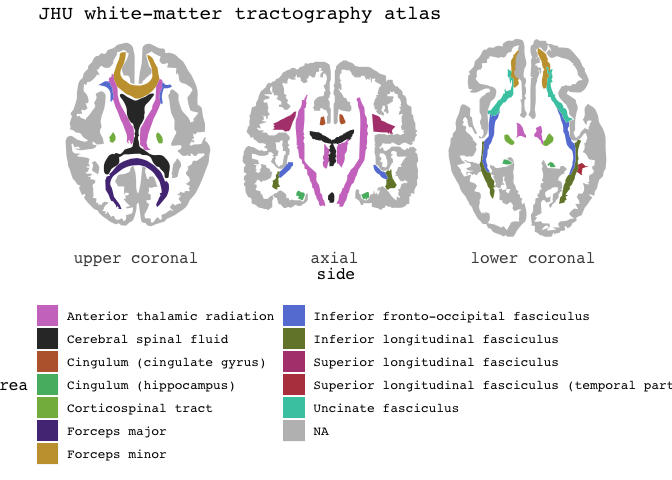 JHU white-matter tractography atlas
upper coronal
axial
lower coronal
side
rea
Anterior thalamic radiation
Cerebral spinal fluid
Cingulum (cingulate gyrus)
Cingulum (hippocampus)
Corticospinal tract
Forceps major
Forceps minor
Inferior fronto-occipital fasciculus
Inferior longitudinal fasciculus
Superior longitudinal fasciculus
Superior longitudinal fasciculus (temporal part
Uncinate fasciculus
NA